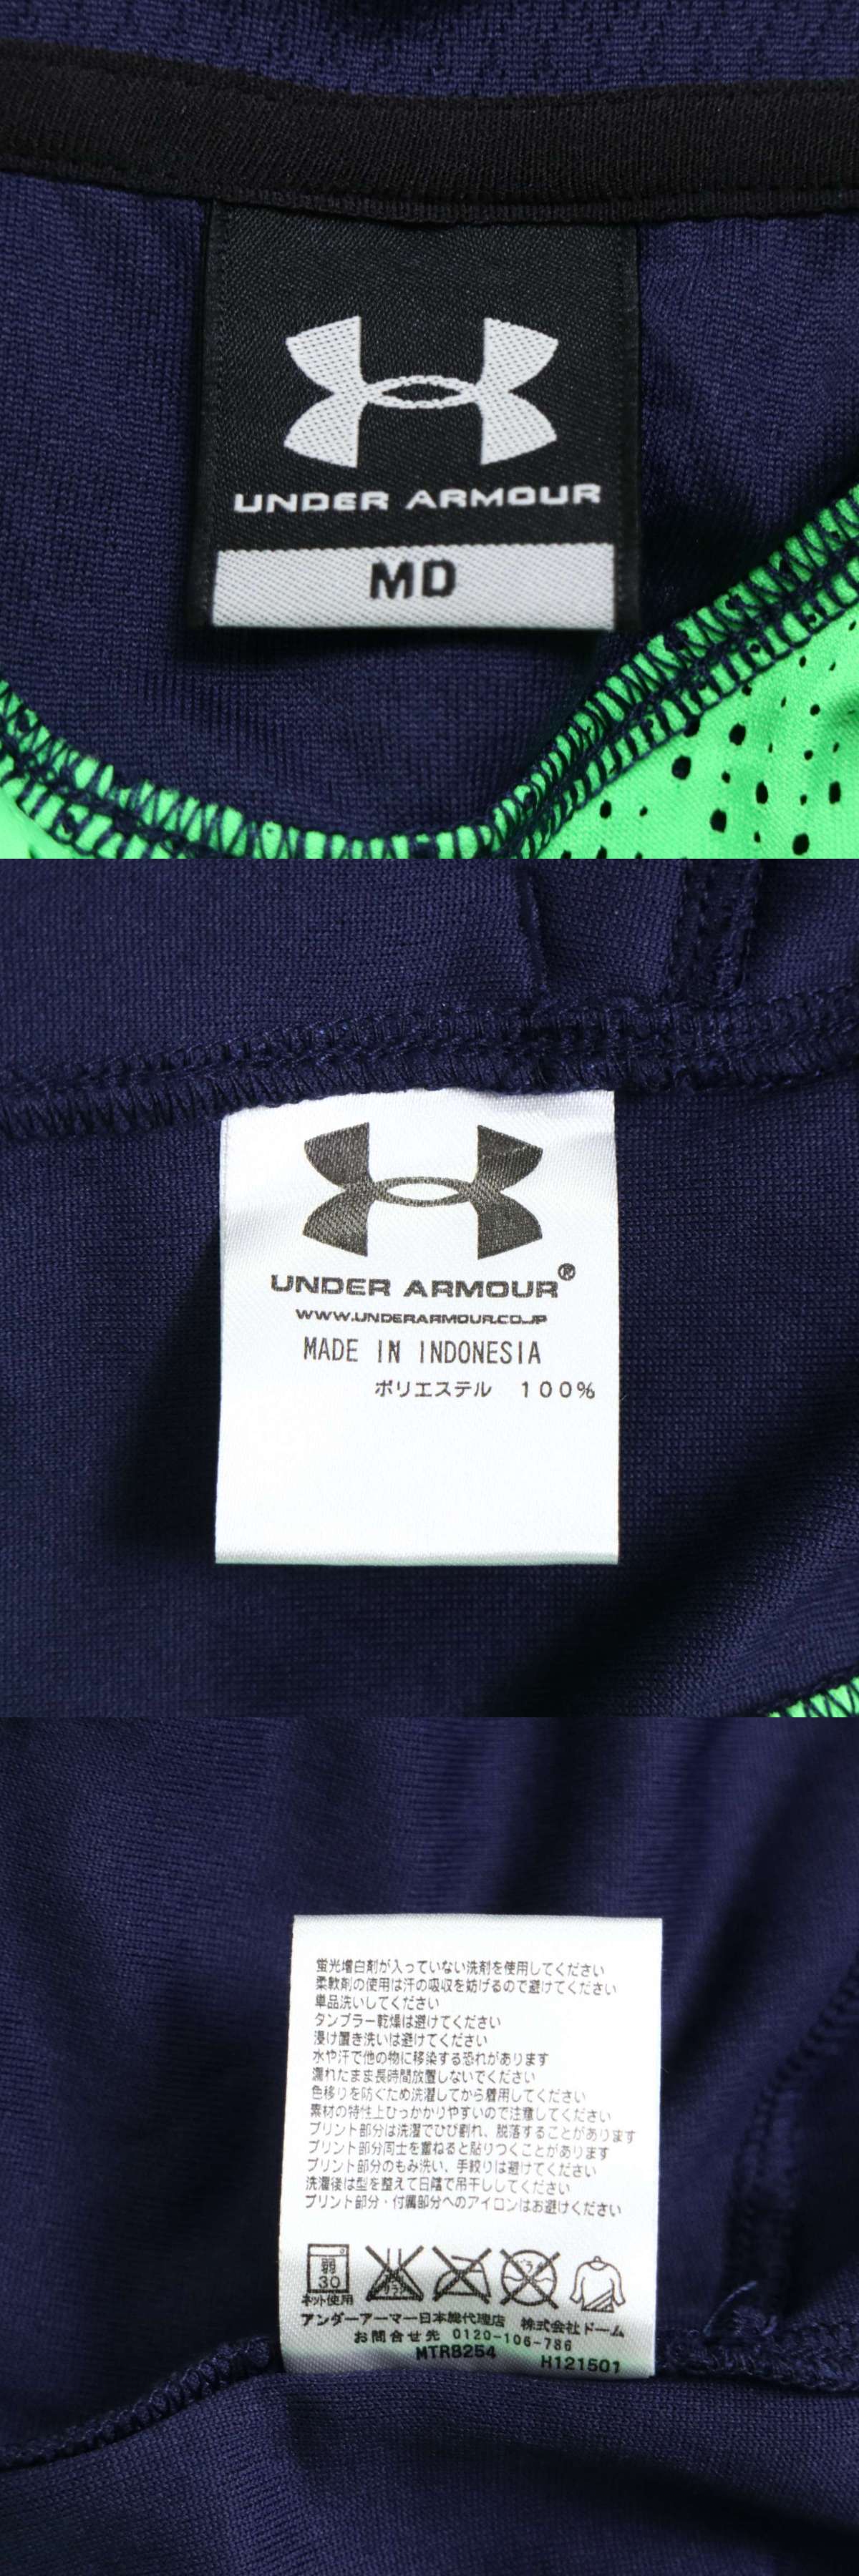 UNDER ARMOUR
MD
UNDER ARMOUR®
WWW.UNDERARMOUR.CO.JP
MADE IN INDONESIA
ポリエステル 100%
蛍光増白剤が入っていない洗剤を使用してください
柔軟剤の使用は汗の吸収を妨げるので避けてください
単品洗いしてください
タンブラー乾燥は避けてください
浸け置き洗いは避けてください
水や汗で他の物に移染する恐れがあります
濡れたまま長時間放置しないでください
色移りを防ぐため洗濯してから着用してください
素材の特性上ひっかかりやすいので注意してください
プリント部分は洗濯でひび割れ、脱落することがあります
プリント部分同士を重ねると貼りつくことがあります
プリント部分のもみ洗い、手絞りは避けてください
洗濯後は型を整えて日陰で吊干ししてください
プリント部分・付属部分へのアイロンはお避けください
弱
30
ネット使用
アンダーアーマー日本総代理店 株式会社ドーム
お問合せ先 0120-106-786
MTR8254 H121501